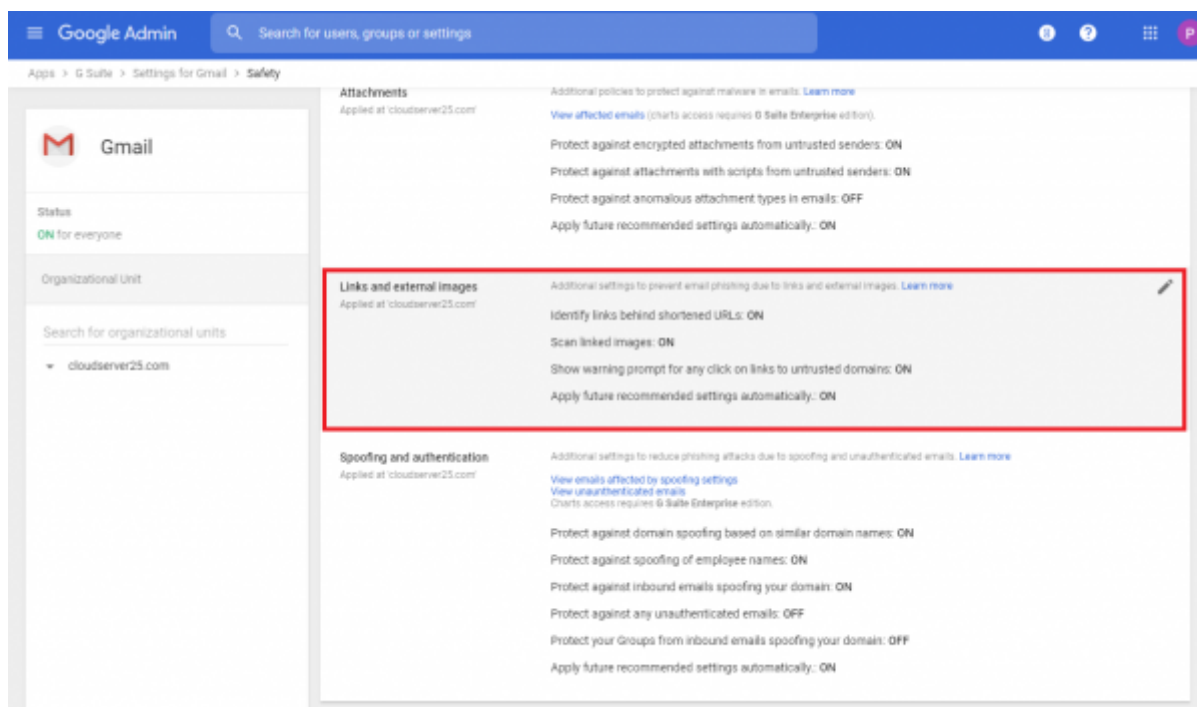 Google Admin
Search for users, groups or settings
8
?
P
Apps > G Suite > Settings for Gmail > Safety
Gmail
Status
ON for everyone
Organizational Unit
Search for organizational units
cloudserver25.com
Attachments
Applied at 'cloudserver25.com'
Additional policies to protect against malware in emails. Learn more
View affected emails (charts access requires G Suite Enterprise edition).
Protect against encrypted attachments from untrusted senders: ON
Protect against attachments with scripts from untrusted senders: ON
Protect against anomalous attachment types in emails: OFF
Apply future recommended settings automatically.: ON
Links and external images
Applied at 'cloudserver25.com'
Additional settings to prevent email phishing due to links and external images. Learn more
Identify links behind shortened URLs: ON
Scan linked images: ON
Show warning prompt for any click on links to untrusted domains: ON
Apply future recommended settings automatically.: ON
Spoofing and authentication
Applied at 'cloudserver25.com'
Additional settings to reduce phishing attacks due to spoofing and unauthenticated emails. Learn more
View emails affected by spoofing settings
View unauthenticated emails
Charts access requires G Suite Enterprise edition.
Protect against domain spoofing based on similar domain names: ON
Protect against spoofing of employee names: ON
Protect against inbound emails spoofing your domain: ON
Protect against any unauthenticated emails: OFF
Protect your Groups from inbound emails spoofing your domain: OFF
Apply future recommended settings automatically.: ON